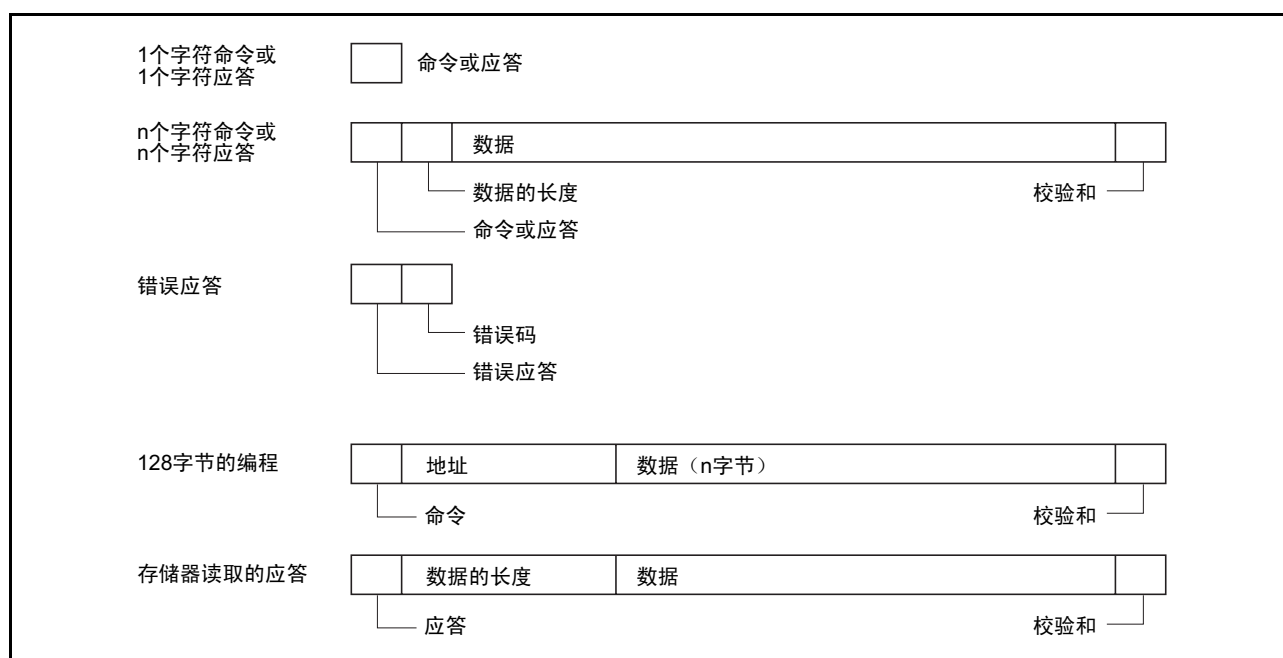 1个字符命令或
1个字符应答
命令或应答
n个字符命令或
n个字符应答
数据
数据的长度
校验和
命令或应答
错误应答
错误码
错误应答
128字节的编程
地址
数据（n字节）
命令
校验和
存储器读取的应答
数据的长度
数据
应答
校验和